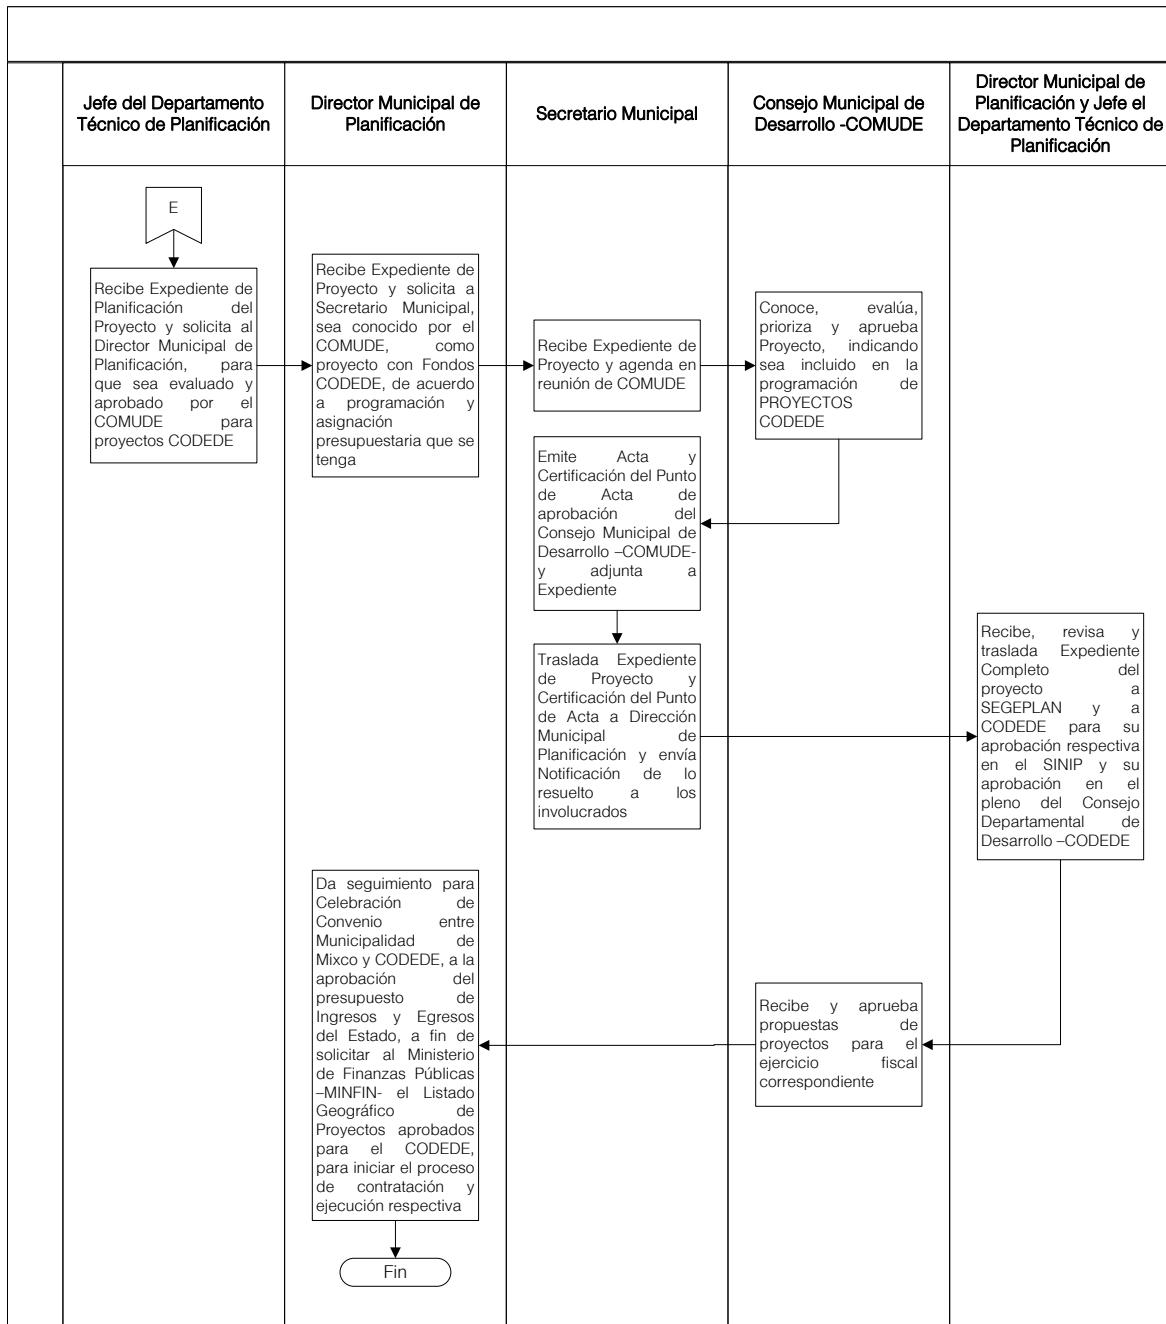 Jefe del Departamento
Técnico de Planificación
Director Municipal de
Planificación
Secretario Municipal
Consejo Municipal de
Desarrollo -COMUDE
Director Municipal de
Planificación y Jefe el
Departamento Técnico de
Planificación
E
Recibe Expediente de
Planificación del
Proyecto y solicita al
Director Municipal de
Planificación, para
que sea evaluado y
aprobado por el
COMUDE para
proyectos CODEDE
Recibe Expediente de
Proyecto y solicita a
Secretario Municipal,
sea conocido por el
COMUDE, como
proyecto con Fondos
CODEDE, de acuerdo
a programación y
asignación
presupuestaria que se
tenga
Recibe Expediente de
Proyecto y agenda en
reunión de COMUDE
Conoce, evalúa,
prioriza y aprueba
Proyecto, indicando
sea incluido en la
programación de
PROYECTOS
CODEDE
Emite Acta y
Certificación del Punto
de Acta de
aprobación del
Consejo Municipal de
Desarrollo –COMUDE-
y adjunta a
Expediente
Traslada Expediente
de Proyecto y
Certificación del Punto
de Acta a Dirección
Municipal de
Planificación y envía
Notificación de lo
resuelto a los
involucrados
Recibe, revisa y
traslada Expediente
Completo del
proyecto a
SEGEPLAN y a
CODEDE para su
aprobación respectiva
en el SINIP y su
aprobación en el
pleno del Consejo
Departamental de
Desarrollo –CODEDE
Recibe y aprueba
propuestas de
proyectos para el
ejercicio fiscal
correspondiente
Da seguimiento para
Celebración de
Convenio entre
Municipalidad de
Mixco y CODEDE, a la
aprobación del
presupuesto de
Ingresos y Egresos
del Estado, a fin de
solicitar al Ministerio
de Finanzas Públicas
–MINFIN- el Listado
Geográfico de
Proyectos aprobados
para el CODEDE,
para iniciar el proceso
de contratación y
ejecución respectiva
Fin